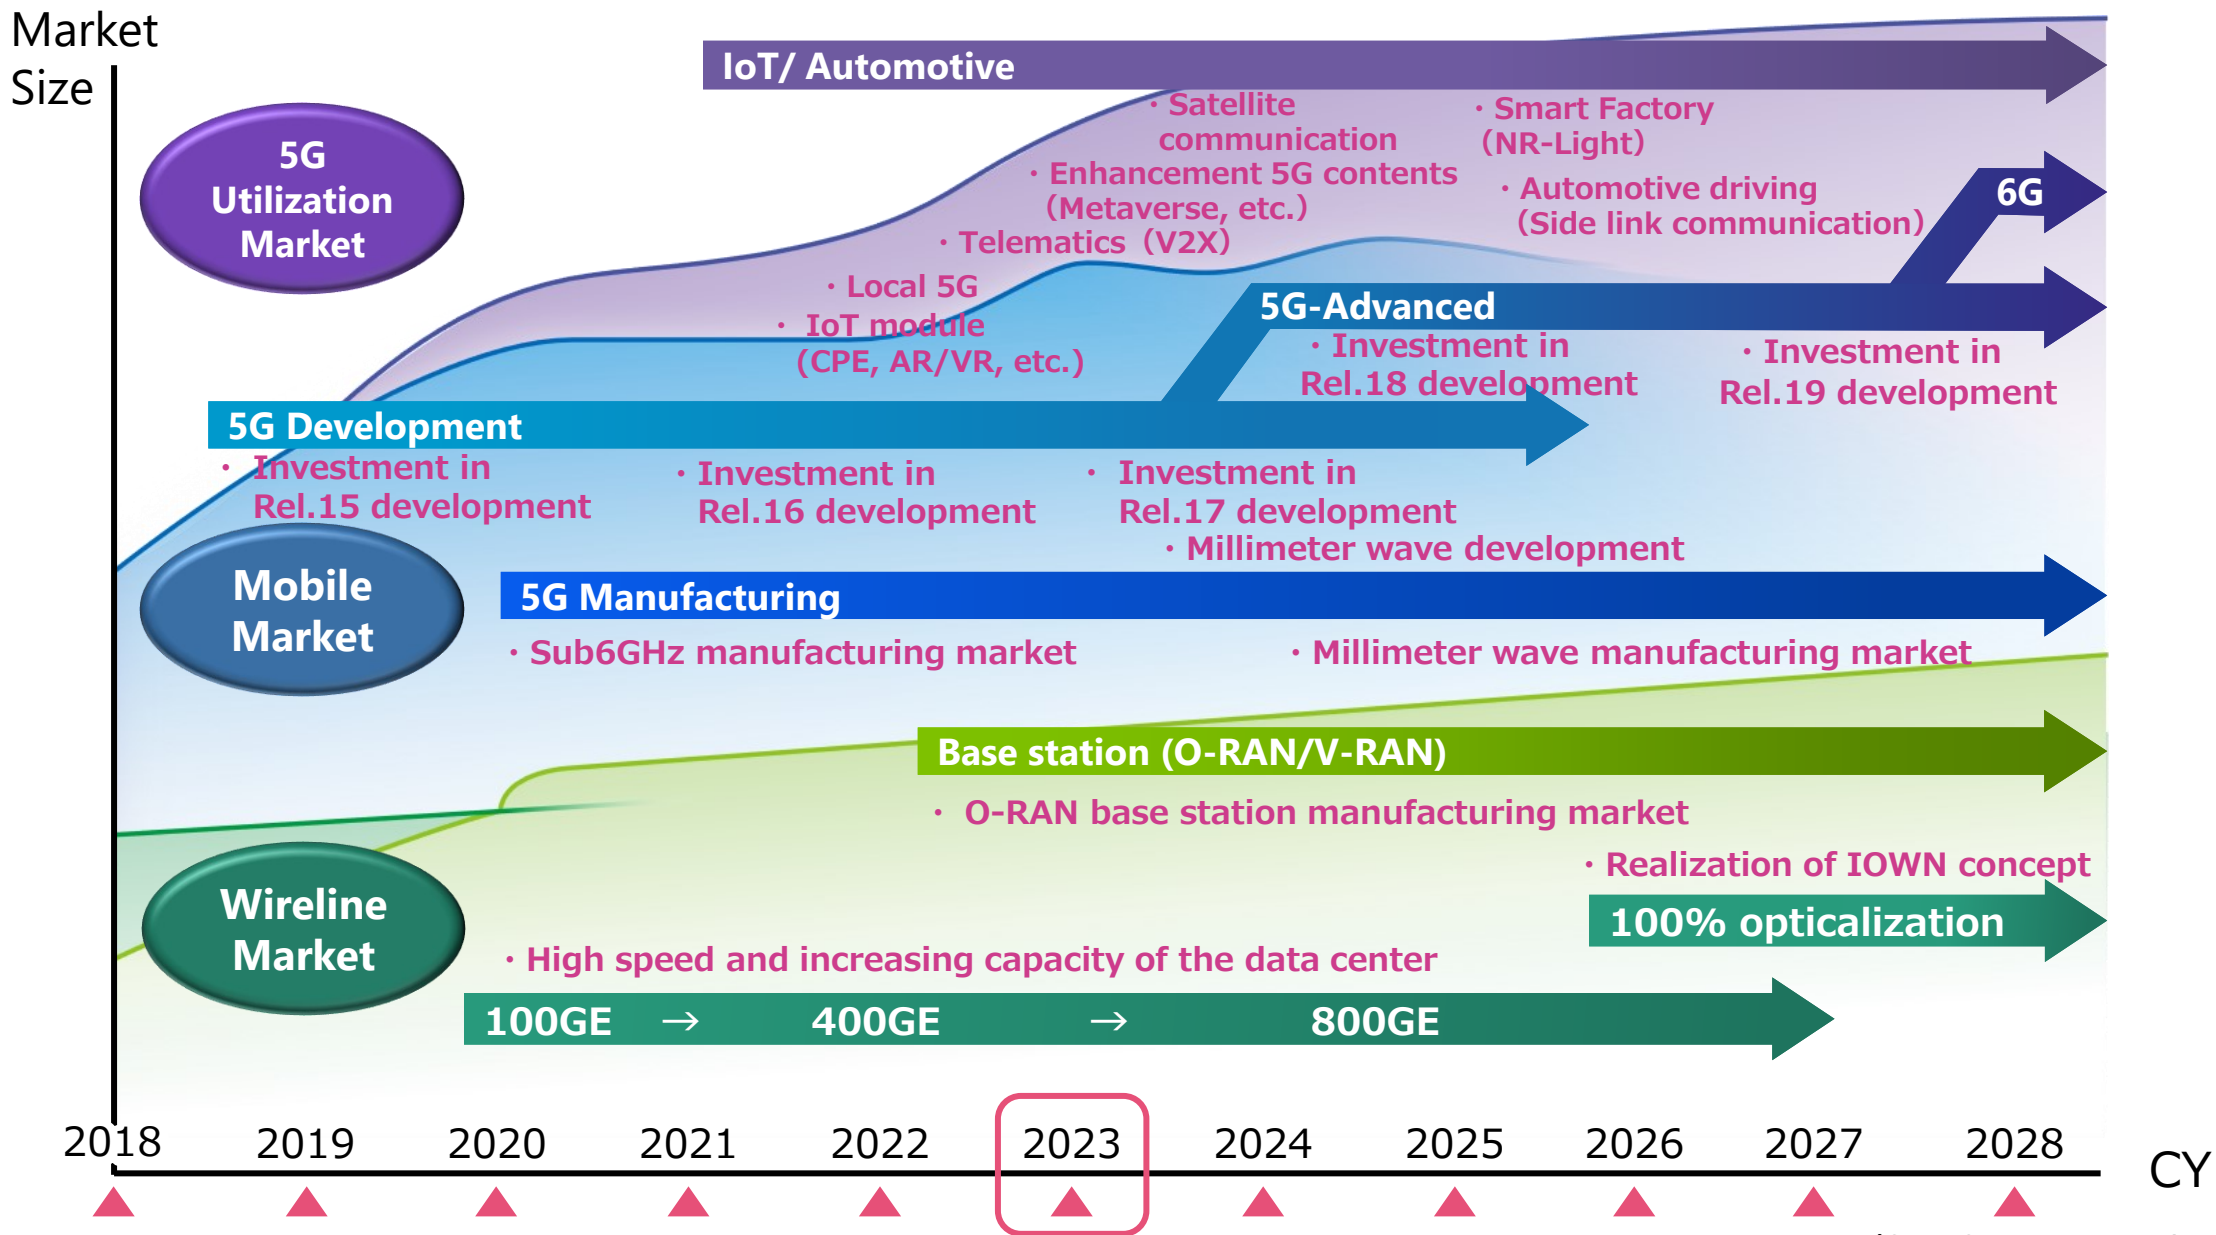 Market
Size
IoT/ Automotive
5G
Utilization
Market
・Satellite
communication
・Smart Factory
（NR-Light）
・Enhancement 5G contents
（Metaverse, etc.）
・Automotive driving
（Side link communication）
6G
・Telematics（V2X）
・Local 5G
・ IoT module
(CPE, AR/VR, etc.)
5G-Advanced
・Investment in
Rel.18 development
・Investment in
Rel.19 development
5G Development
・ Investment in
Rel.15 development
・Investment in
Rel.16 development
・ Investment in
Rel.17 development
・Millimeter wave development
Mobile
Market
5G Manufacturing
・Sub6GHz manufacturing market
・Millimeter wave manufacturing market
Base station (O-RAN/V-RAN)
・ O-RAN base station manufacturing market
・Realization of IOWN concept
100% opticalization
Wireline
Market
・High speed and increasing capacity of the data center
100GE → 400GE → 800GE
2018 2019 2020 2021 2022 2023 2024 2025 2026 2027 2028
CY